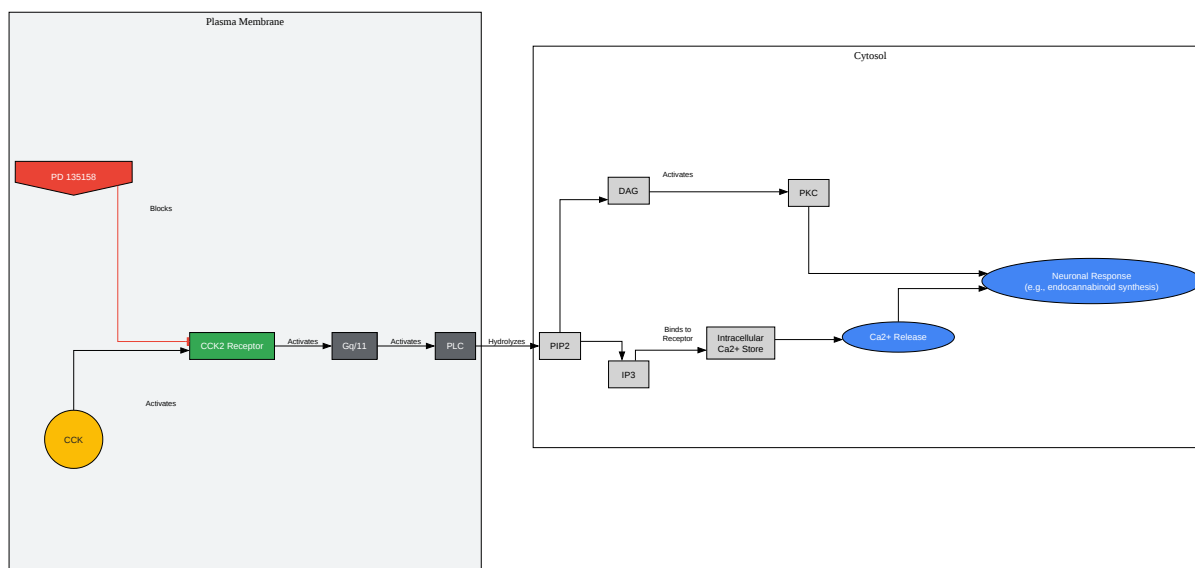 Plasma Membrane
PD 135158
Blocks
CCK2 Receptor
Activates
Gq/11
Activates
PLC
Hydrolyzes
Activates
CCK
Cytosol
DAG
Activates
PKC
PIP2
IP3
Binds to
Receptor
Intracellular
Ca2+ Store
Ca2+ Release
Neuronal Response
(e.g., endocannabinoid synthesis)